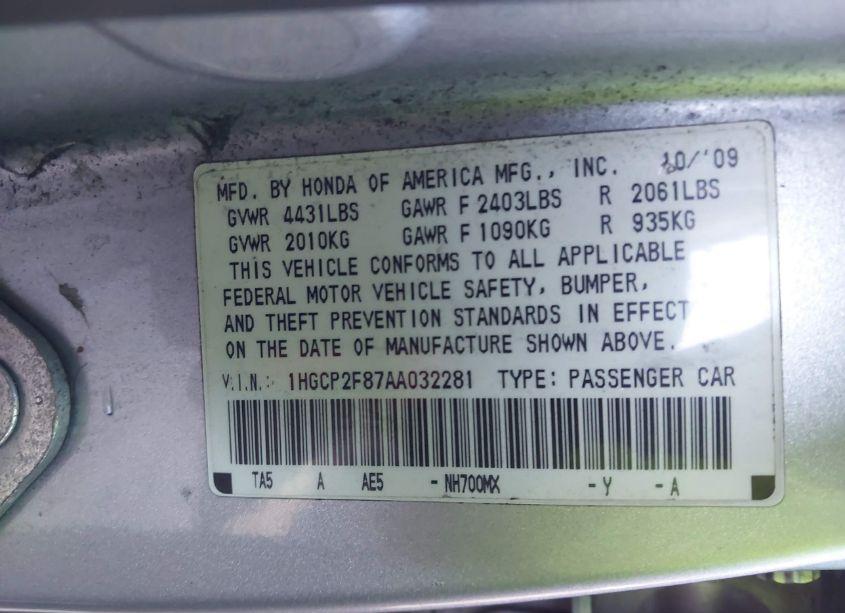 MFD. BY HONDA OF AMERICA MFG., INC. 10/'09
GVWR 4431LBS GAWR F 2403LBS R 2061LBS
GVWR 2010KG GAWR F 1090KG R 935KG
THIS VEHICLE CONFORMS TO ALL APPLICABLE
FEDERAL MOTOR VEHICLE SAFETY, BUMPER,
AND THEFT PREVENTION STANDARDS IN EFFECT
ON THE DATE OF MANUFACTURE SHOWN ABOVE.
V.I.N.: 1HGCP2F87AA032281 TYPE: PASSENGER CAR
TA5 A AE5 - NH700MX - Y - A